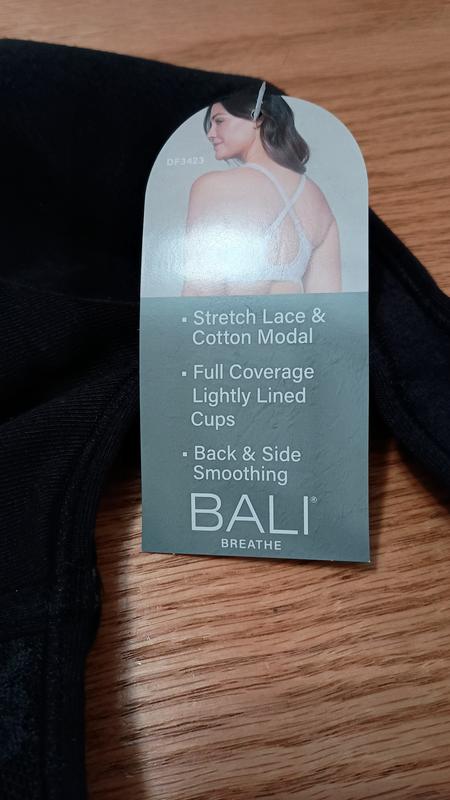 DF3423
▪ Stretch Lace &
Cotton Modal
▪ Full Coverage
Lightly Lined
Cups
▪ Back & Side
Smoothing
BALI®
BREATHE